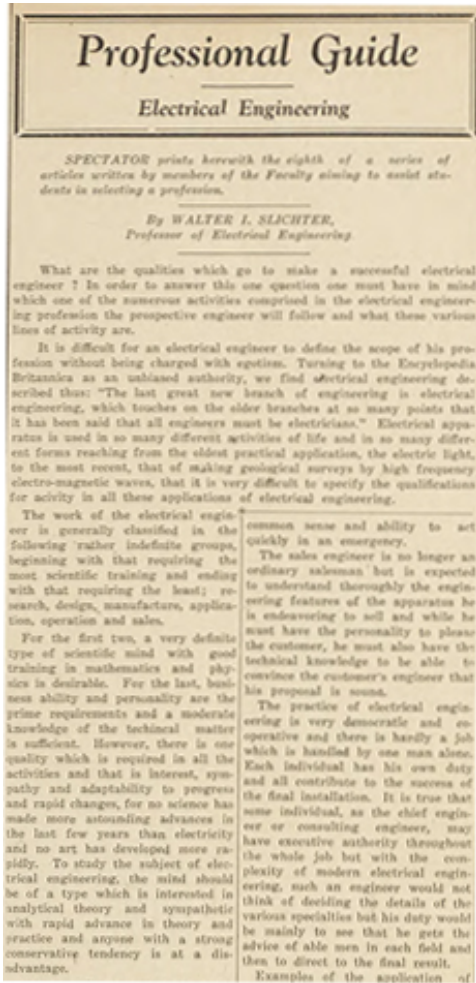 Professional Guide
Electrical Engineering
SPECTATOR prints herewith the eighth of a series of
articles written by members of the Faculty aiming to assist stu-
dents in selecting a profession.
By WALTER I. SLICHTER,
Professor of Electrical Engineering
What are the qualities which go to make a successful electrical
engineer ? In order to answer this one question one must have in mind
which one of the numerous activities comprised in the electrical engineer-
ing profession the prospective engineer will follow and what these various
lines of activity are.
It is difficult for an electrical engineer to define the scope of his pro-
fession without being charged with egotism. Turning to the Encyclopedia
Britannica as an unbiased authority, we find electrical engineering de-
scribed thus: "The last great new branch of engineering is electrical
engineering, which touches on the older branches at so many points that
it has been said that all engineers must be electricians." Electrical appa-
ratus is used in so many different activities of life and in so many differ-
ent forms reaching from the oldest practical application, the electric light,
to the most recent, that of making geological surveys by high frequency
electro-magnetic waves, that it is very difficult to specify the qualifications
for acivity in all these applications of electrical engineering.
The work of the electrical engin-
eer is generally classified in the
following rather indefinite groups,
beginning with that requiring the
most scientific training and ending
with that requiring the least; re-
search, design, manufacture, applica-
tion, operation and sales.
For the first two, a very definite
type of scientific mind with good
training in mathematics and phy-
sics is desirable. For the last, busi-
ness ability and personality are the
prime requirements and a moderate
knowledge of the techincal matter
is sufficient. However, there is one
quality which is required in all the
activities and that is interest, sym-
pathy and adaptability to progress
and rapid changes, for no science has
made more astounding advances in
the last few years than electricity
and no art has developed more ra-
pidly. To study the subject of elec-
trical engineering, the mind should
be of a type which is interested in
analytical theory and sympathetic
with rapid advance in theory and
practice and anyone with a strong
conservative tendency is at a dis-
advantage.
common sense and ability to act
quickly in an emergency.
The sales engineer is no longer an
ordinary salesman but is expected
to understand thoroughly the engin-
eering features of the apparatus he
is endeavoring to sell and while he
must have the personality to please
the customer, he must also have the
technical knowledge to be able to
convince the customer's engineer that
his proposal is sound.
The practice of electrical engin-
eering is very democratic and co-
operative and there is hardly a job
which is handled by one man alone.
Each individual has his own duty
and all contribute to the success of
the final installation. It is true that
some individual, as the chief engin-
eer or consulting engineer, may
have executive authority throughout
the whole job but with the com-
plexity of modern electrical engin-
eering, such an engineer would not
think of deciding the details of the
various specialties but his duty would
be mainly to see that he gets the
advice of able men in each field and
then to direct to the final result.
Examples of the application of